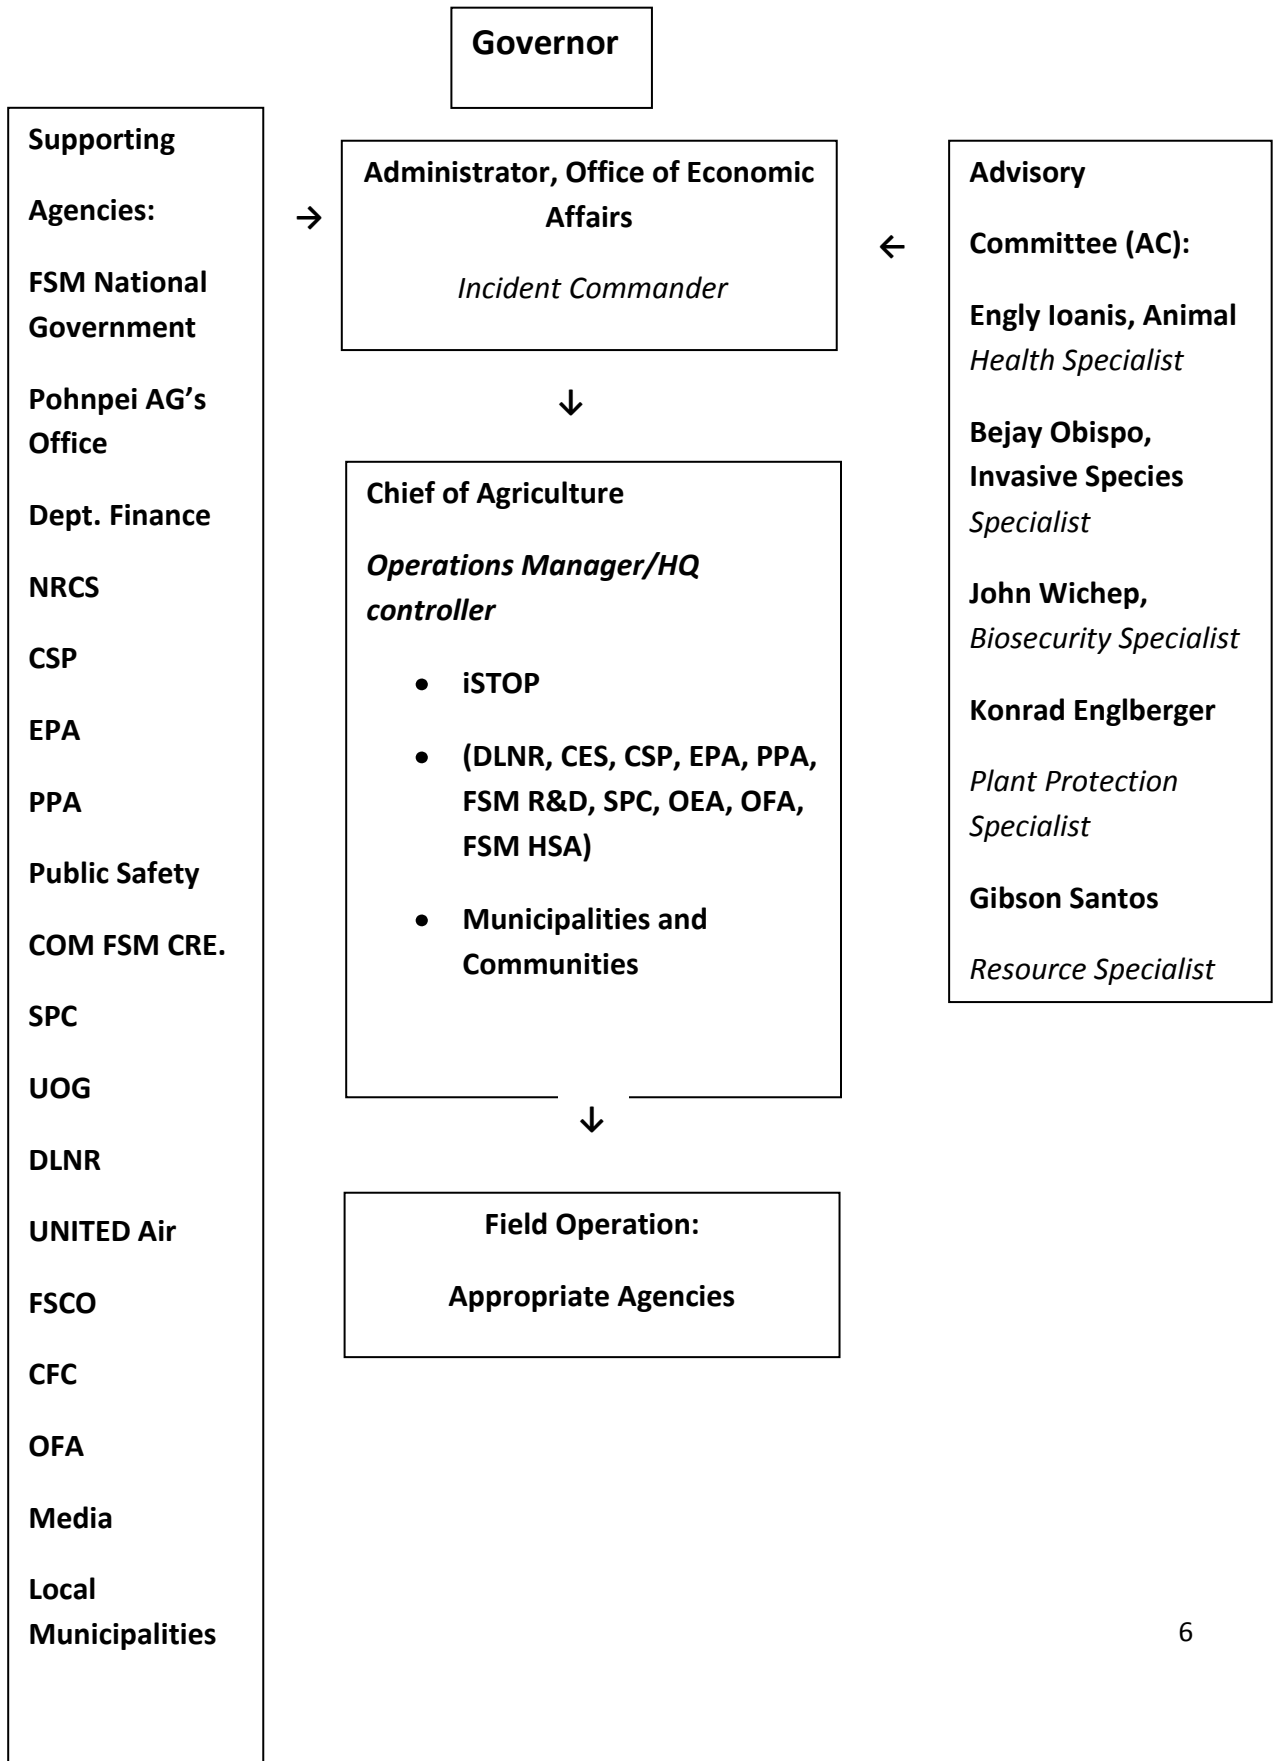 Governor
Supporting
Agencies:
FSM National
Government
Pohnpei AG’s
Office
Dept. Finance
NRCS
CSP
EPA
PPA
Public Safety
COM FSM CRE.
SPC
UOG
DLNR
UNITED Air
FSCO
CFC
OFA
Media
Local
Municipalities
→
Administrator, Office of Economic
Affairs
Incident Commander
↓
Chief of Agriculture
Operations Manager/HQ
controller
● iSTOP
● (DLNR, CES, CSP, EPA, PPA,
FSM R&D, SPC, OEA, OFA,
FSM HSA)
● Municipalities and
Communities
↓
Field Operation:
Appropriate Agencies
←
Advisory
Committee (AC):
Engly Ioanis, Animal
Health Specialist
Bejay Obispo,
Invasive Species
Specialist
John Wichep,
Biosecurity Specialist
Konrad Englberger
Plant Protection
Specialist
Gibson Santos
Resource Specialist
6